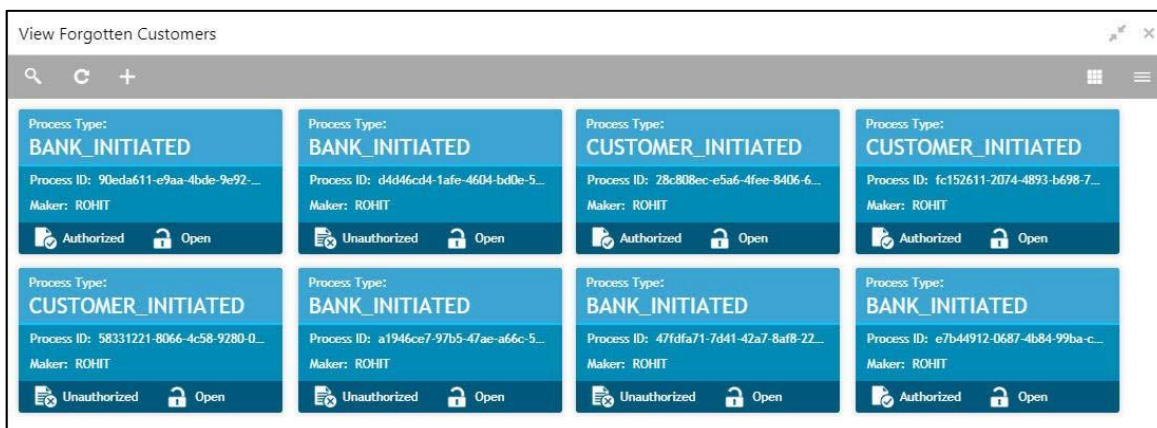 View Forgotten Customers
Process Type:
BANK_INITIATED
Process ID: 90eda611-e9aa-4bde-9e92-...
Maker: ROHIT
Authorized Open
Process Type:
BANK_INITIATED
Process ID: d4d46cd4-1afe-4604-bd0e-5...
Maker: ROHIT
Unauthorized Open
Process Type:
CUSTOMER_INITIATED
Process ID: 28c808ec-e5a6-4fee-8406-6...
Maker: ROHIT
Authorized Open
Process Type:
CUSTOMER_INITIATED
Process ID: fc152611-2074-4893-b698-7...
Maker: ROHIT
Authorized Open
Process Type:
CUSTOMER_INITIATED
Process ID: 58331221-8066-4c58-9280-0...
Maker: ROHIT
Unauthorized Open
Process Type:
BANK_INITIATED
Process ID: a1946ce7-97b5-47ae-a66c-5...
Maker: ROHIT
Unauthorized Open
Process Type:
BANK_INITIATED
Process ID: 47fdfa71-7d41-42a7-8af8-22...
Maker: ROHIT
Unauthorized Open
Process Type:
BANK_INITIATED
Process ID: e7b44912-0687-4b84-99ba-c...
Maker: ROHIT
Authorized Open